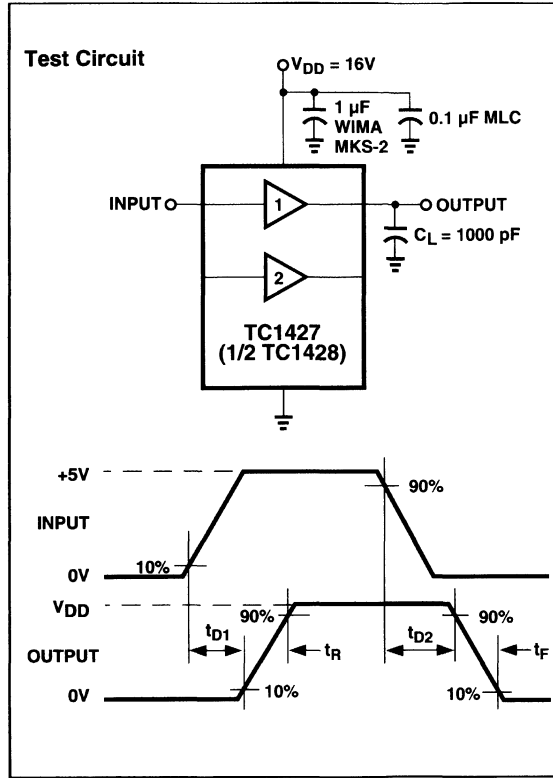 Test Circuit
VDD = 16V
1 µF
WIMA
MKS-2
0.1 µF MLC
INPUT
1
OUTPUT
CL = 1000 pF
2
TC1427
(1/2 TC1428)
+5V
90%
INPUT
10%
0V
VDD
90%
tD1
tR
tD2
90%
tF
OUTPUT
10%
10%
0V